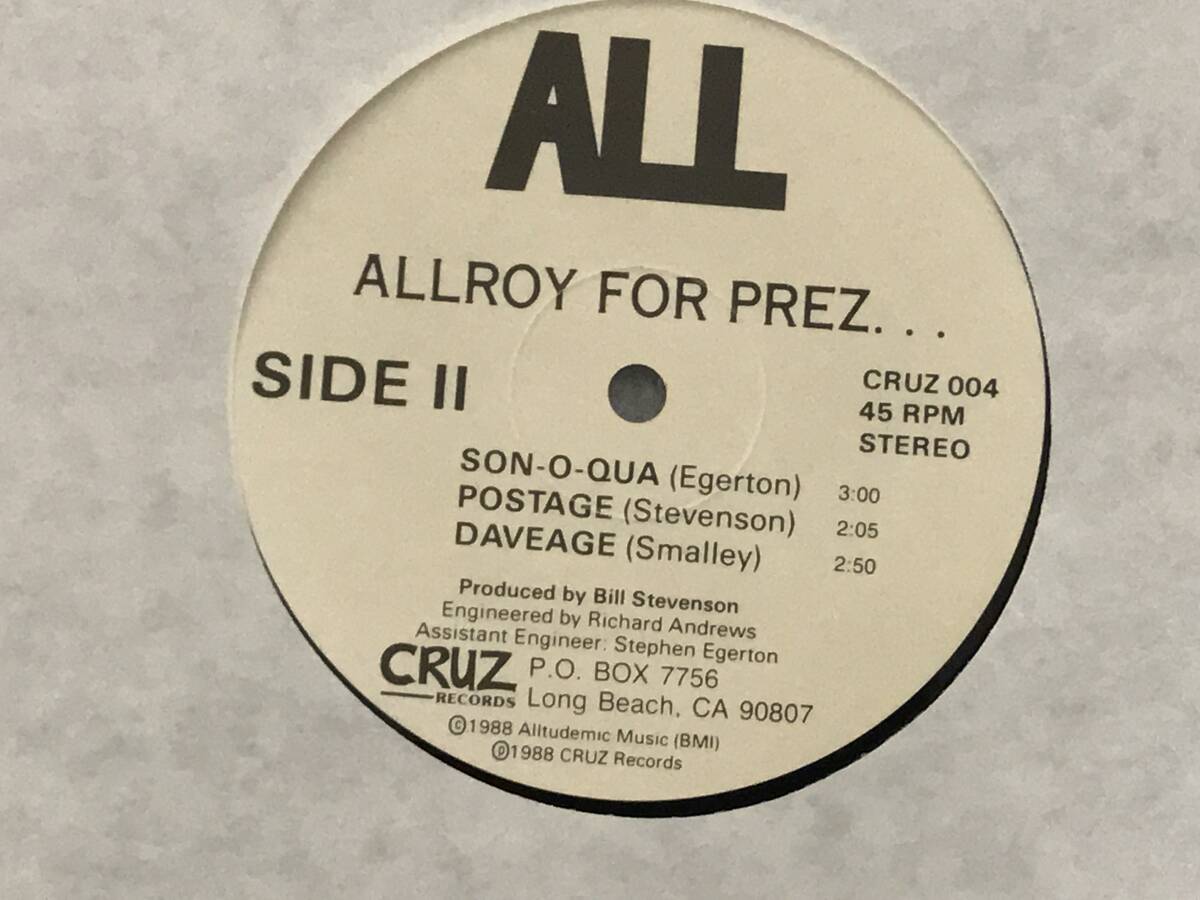 ALL
ALLROY FOR PREZ. . .
SIDE II
CRUZ 004
45 RPM
STEREO
SON-O-QUA (Egerton) 3:00
POSTAGE (Stevenson) 2:05
DAVEAGE (Smalley) 2:50
Produced by Bill Stevenson
Engineered by Richard Andrews
Assistant Engineer: Stephen Egerton
CRUZ RECORDS
P.O. BOX 7756
Long Beach, CA 90807
©1988 Alltudemic Music (BMI)
℗1988 CRUZ Records